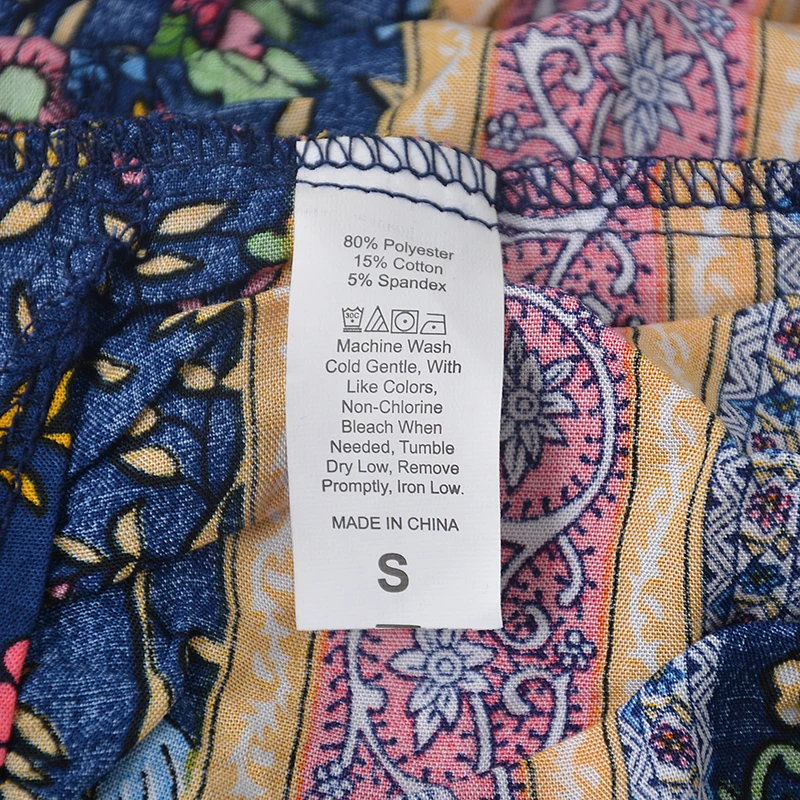 80% Polyester
15% Cotton
5% Spandex
30C
Machine Wash
Cold Gentle, With
Like Colors,
Non-Chlorine
Bleach When
Needed, Tumble
Dry Low, Remove
Promptly, Iron Low.
MADE IN CHINA
S